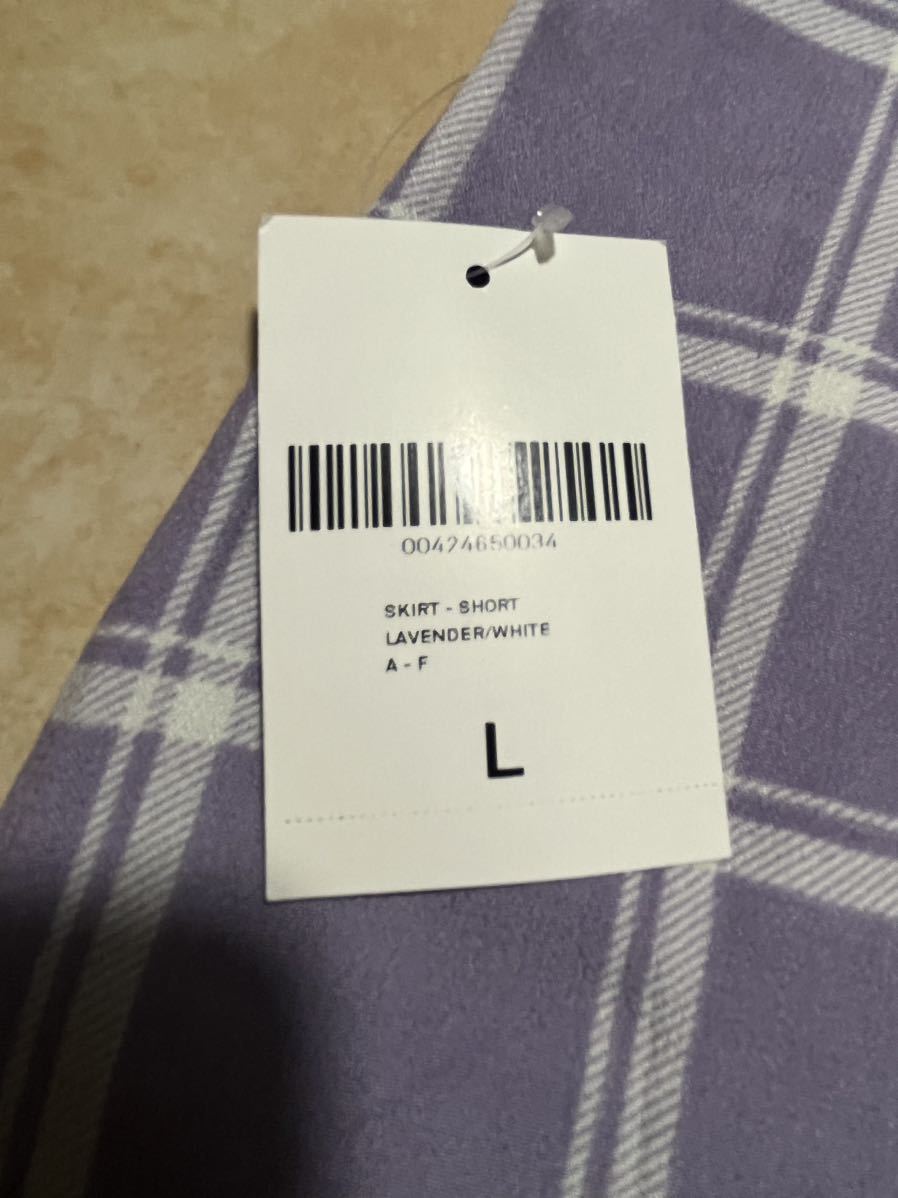 00424650034
SKIRT - SHORT
LAVENDER/WHITE
A - F
L